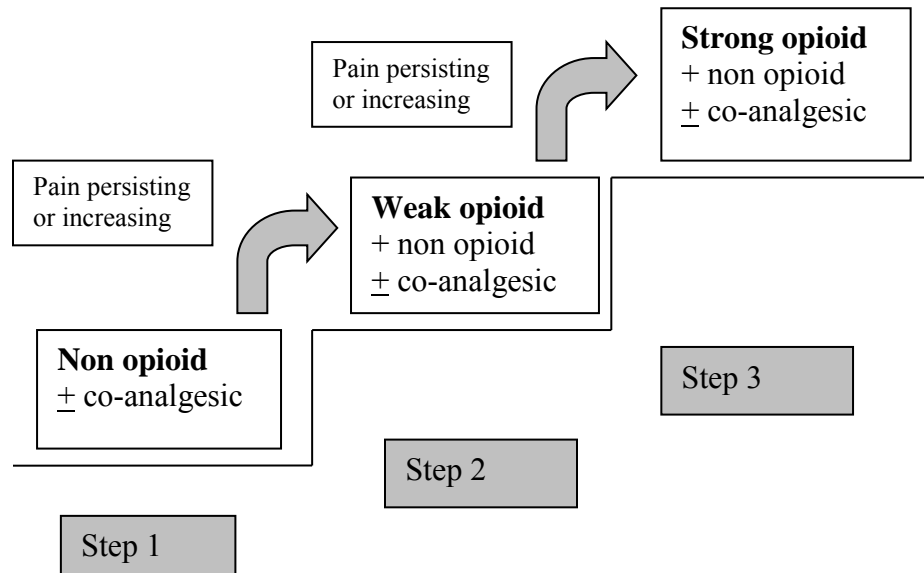 Strong opioid
+ non opioid
± co-analgesic
Pain persisting
or increasing
Pain persisting
or increasing
Weak opioid
+ non opioid
± co-analgesic
Non opioid
± co-analgesic
Step 3
Step 2
Step 1